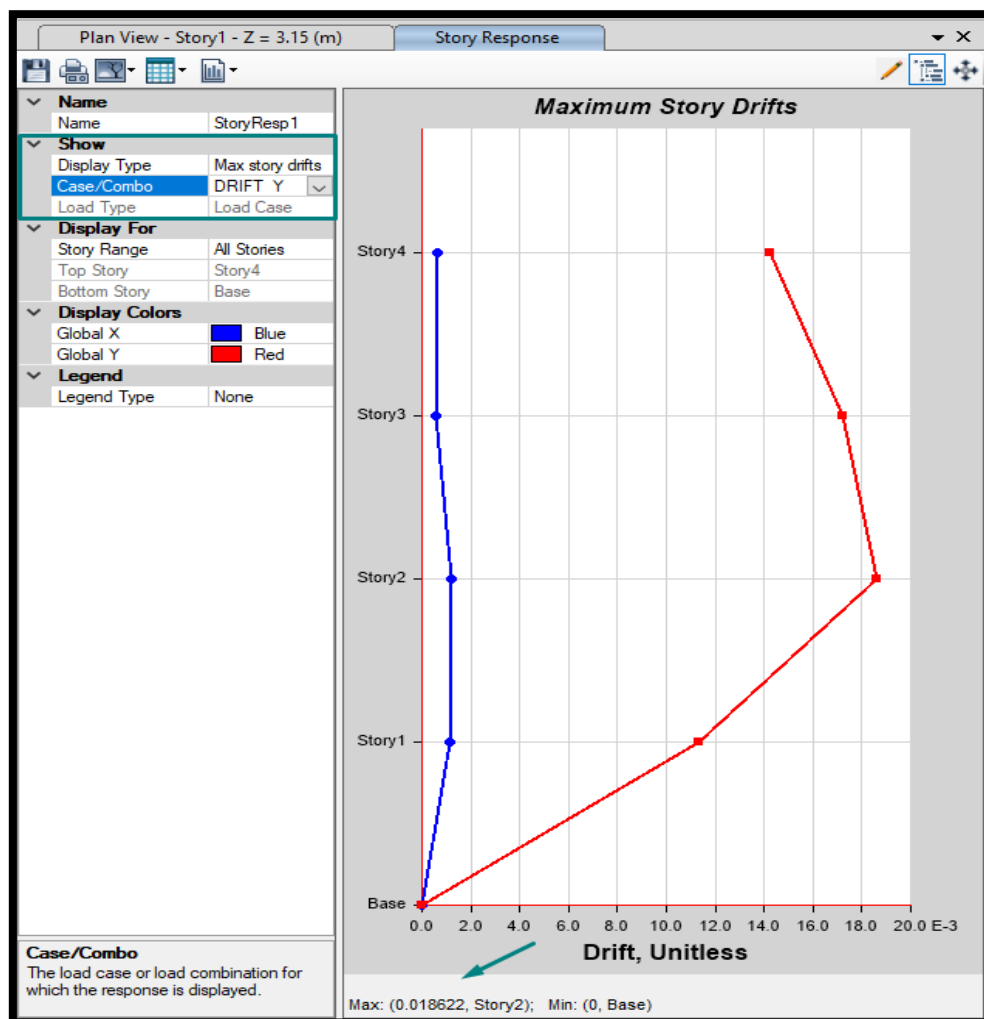 Plan View - Story1 - Z = 3.15 (m)
Story Response
Name
Name StoryResp1
Show
Display Type Max story drifts
Case/Combo DRIFT Y
Load Type Load Case
Display For
Story Range All Stories
Top Story Story4
Bottom Story Base
Display Colors
Global X Blue
Global Y Red
Legend
Legend Type None
Case/Combo
The load case or load combination for
which the response is displayed.
Maximum Story Drifts
Story4
Story3
Story2
Story1
Base
0.0 2.0 4.0 6.0 8.0 10.0 12.0 14.0 16.0 18.0 20.0 E-3
Drift, Unitless
Max: (0.018622, Story2); Min: (0, Base)